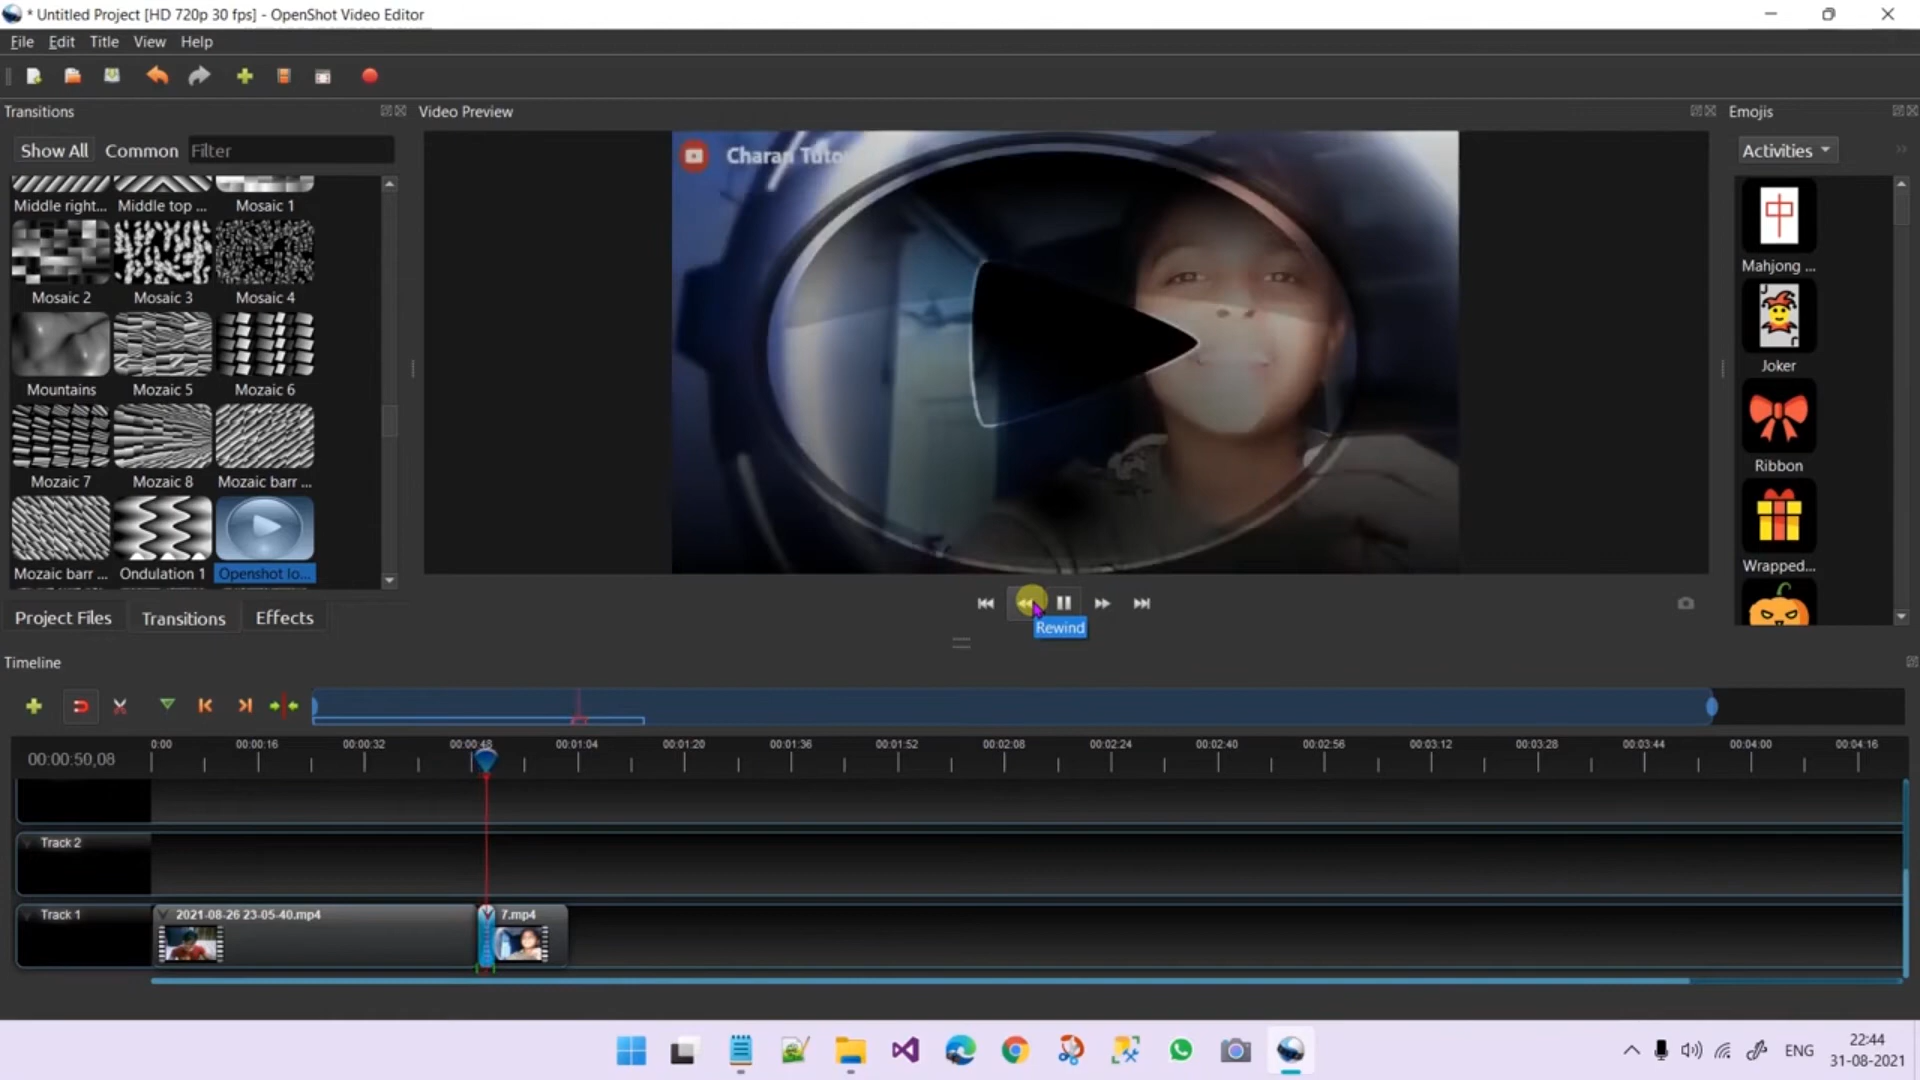 * Untitled Project [HD 720p 30 fps] - OpenShot Video Editor
File Edit Title View Help
Transitions
Video Preview
Emojis
Show All Common Filter
Activities
Charan Tuto
Middle right... Middle top ... Mosaic 1
Mosaic 2 Mosaic 3 Mosaic 4
Mahjong ...
Mountains Mozaic 5 Mozaic 6
Joker
Mozaic 7 Mozaic 8 Mozaic barr ...
Ribbon
Mozaic barr ... Ondulation 1 Openshot lo...
Wrapped...
Project Files Transitions Effects
Rewind
Timeline
00:00:50,08
0:00 00:00:16 00:00:32 00:00:48 00:01:04 00:01:20 00:01:36 00:01:52 00:02:08 00:02:24 00:02:40 00:02:56 00:03:12 00:03:28 00:03:44 00:04:00 00:04:16
Track 2
Track 1
2021-08-26 23-05-40.mp4
7.mp4
ENG
22:44
31-08-2021